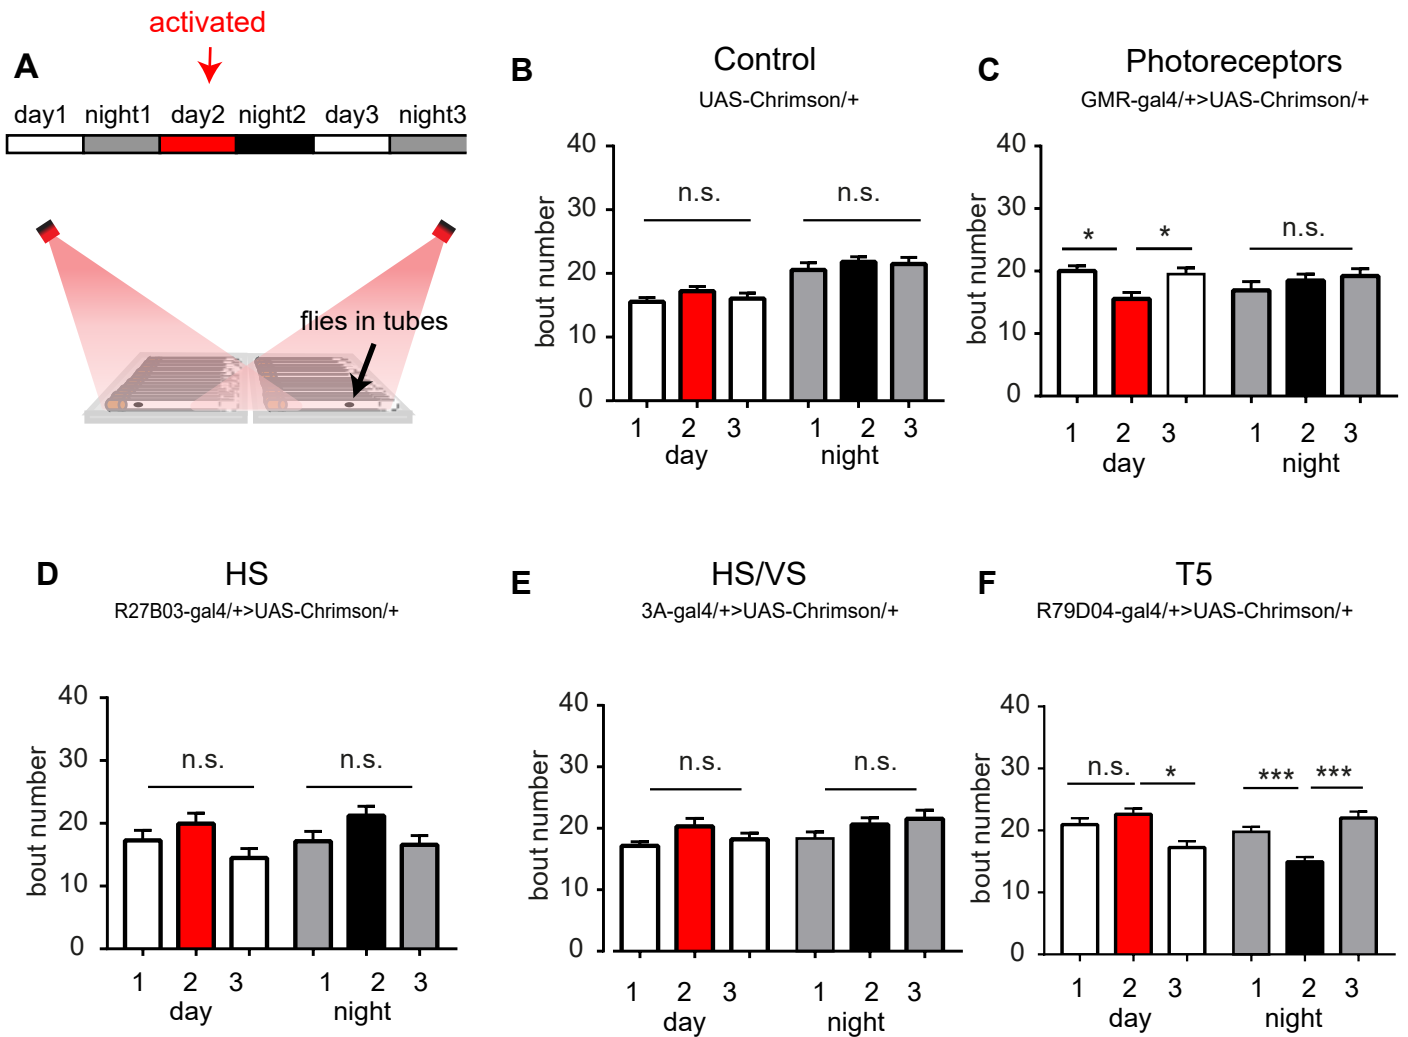 activated
A
day1 night1 day2 night2 day3 night3
flies in tubes
B
Control
UAS-Chrimson/+
bout number
40
30
20
10
0
n.s. n.s.
1 2 3 1 2 3
day night
C
Photoreceptors
GMR-gal4/+>UAS-Chrimson/+
bout number
40
30
20
10
0
* * n.s.
1 2 3 1 2 3
day night
D
HS
R27B03-gal4/+>UAS-Chrimson/+
bout number
40
30
20
10
0
n.s. n.s.
1 2 3 1 2 3
day night
E
HS/VS
3A-gal4/+>UAS-Chrimson/+
bout number
40
30
20
10
0
n.s. n.s.
1 2 3 1 2 3
day night
F
T5
R79D04-gal4/+>UAS-Chrimson/+
bout number
40
30
20
10
0
n.s. * *** ***
1 2 3 1 2 3
day night